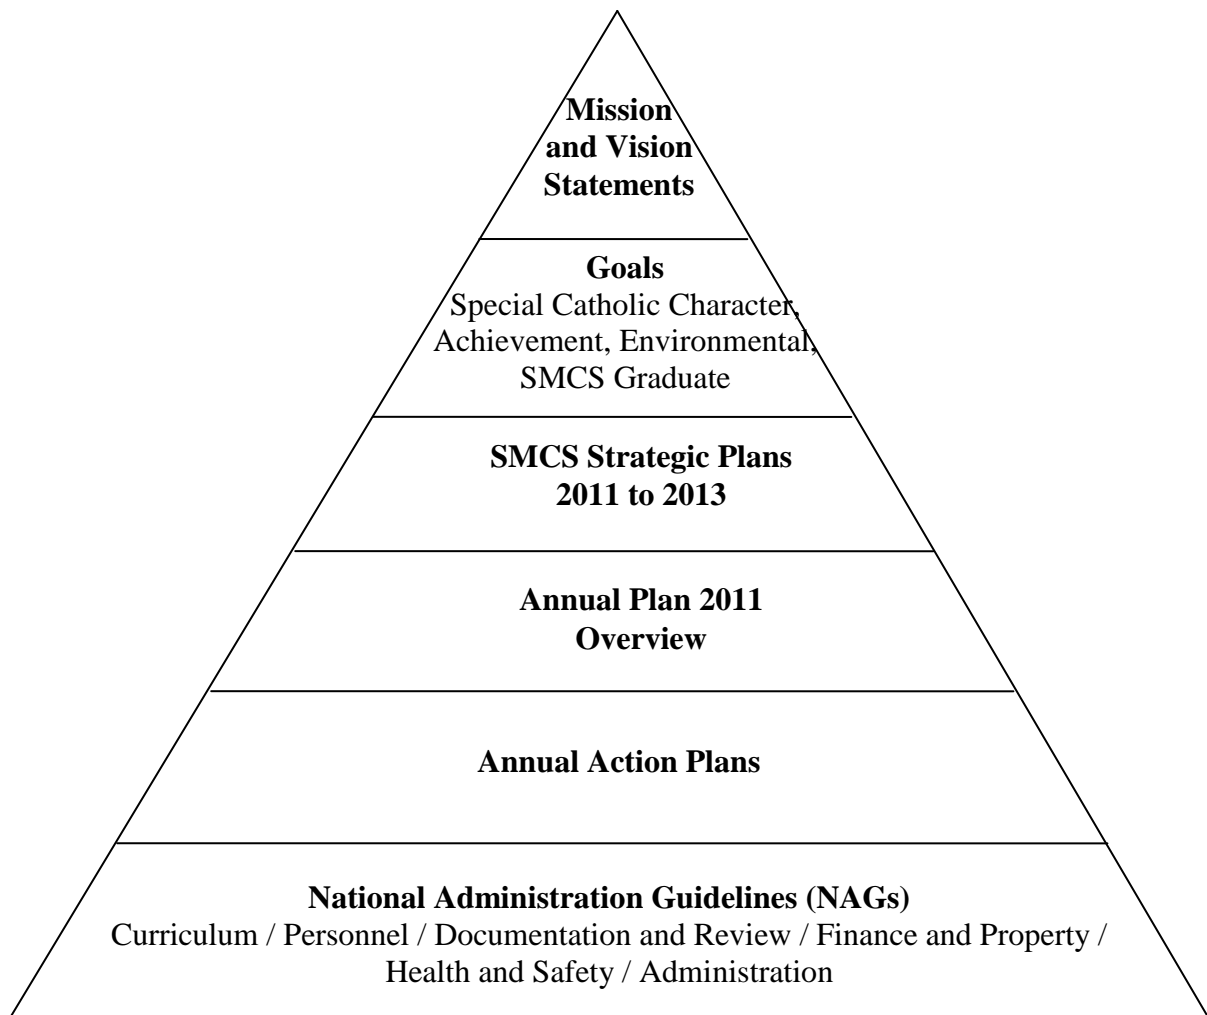 Mission
and Vision
Statements
Goals
Special Catholic Character,
Achievement, Environmental,
SMCS Graduate
SMCS Strategic Plans
2011 to 2013
Annual Plan 2011
Overview
Annual Action Plans
National Administration Guidelines (NAGs)
Curriculum / Personnel / Documentation and Review / Finance and Property /
Health and Safety / Administration